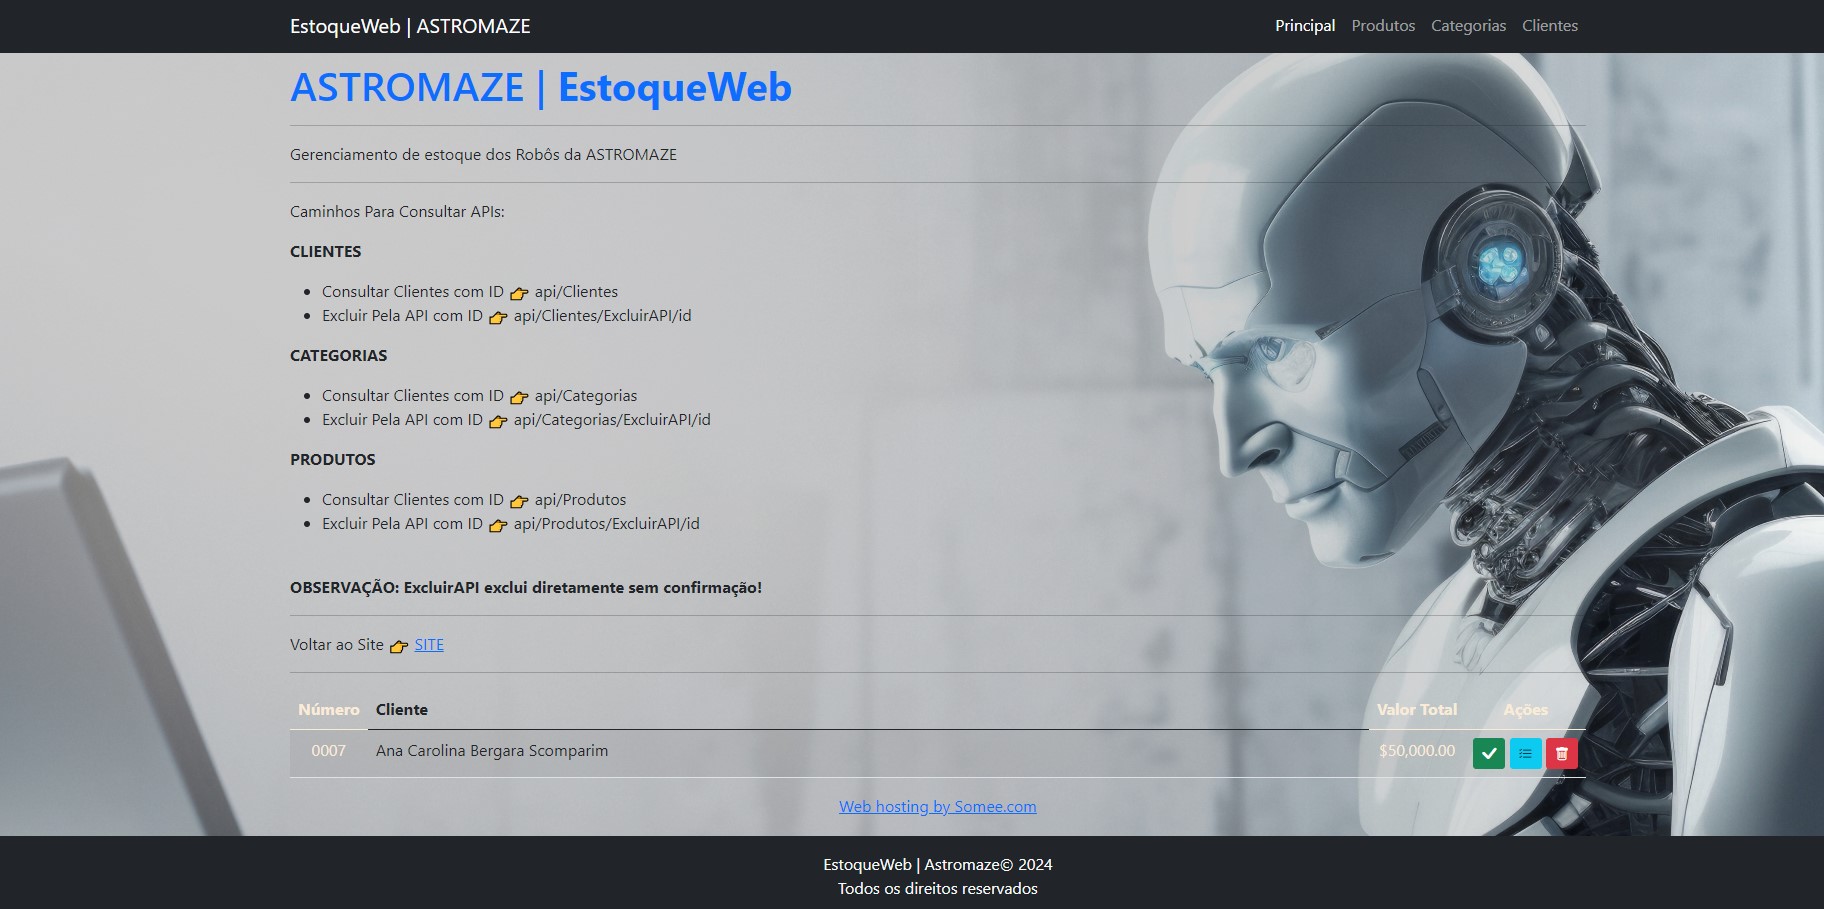 EstoqueWeb | ASTROMAZE
Principal Produtos Categorias Clientes
ASTROMAZE | EstoqueWeb
Gerenciamento de estoque dos Robôs da ASTROMAZE
Caminhos Para Consultar APIs:
CLIENTES
• Consultar Clientes com ID 👉 api/Clientes
• Excluir Pela API com ID 👉 api/Clientes/ExcluirAPI/id
CATEGORIAS
• Consultar Clientes com ID 👉 api/Categorias
• Excluir Pela API com ID 👉 api/Categorias/ExcluirAPI/id
PRODUTOS
• Consultar Clientes com ID 👉 api/Produtos
• Excluir Pela API com ID 👉 api/Produtos/ExcluirAPI/id
OBSERVAÇÃO: ExcluirAPI exclui diretamente sem confirmação!
Voltar ao Site 👉 SITE
Número Cliente Valor Total Ações
0007 Ana Carolina Bergara Scomparim $50,000.00
Web hosting by Somee.com
EstoqueWeb | Astromaze© 2024
Todos os direitos reservados